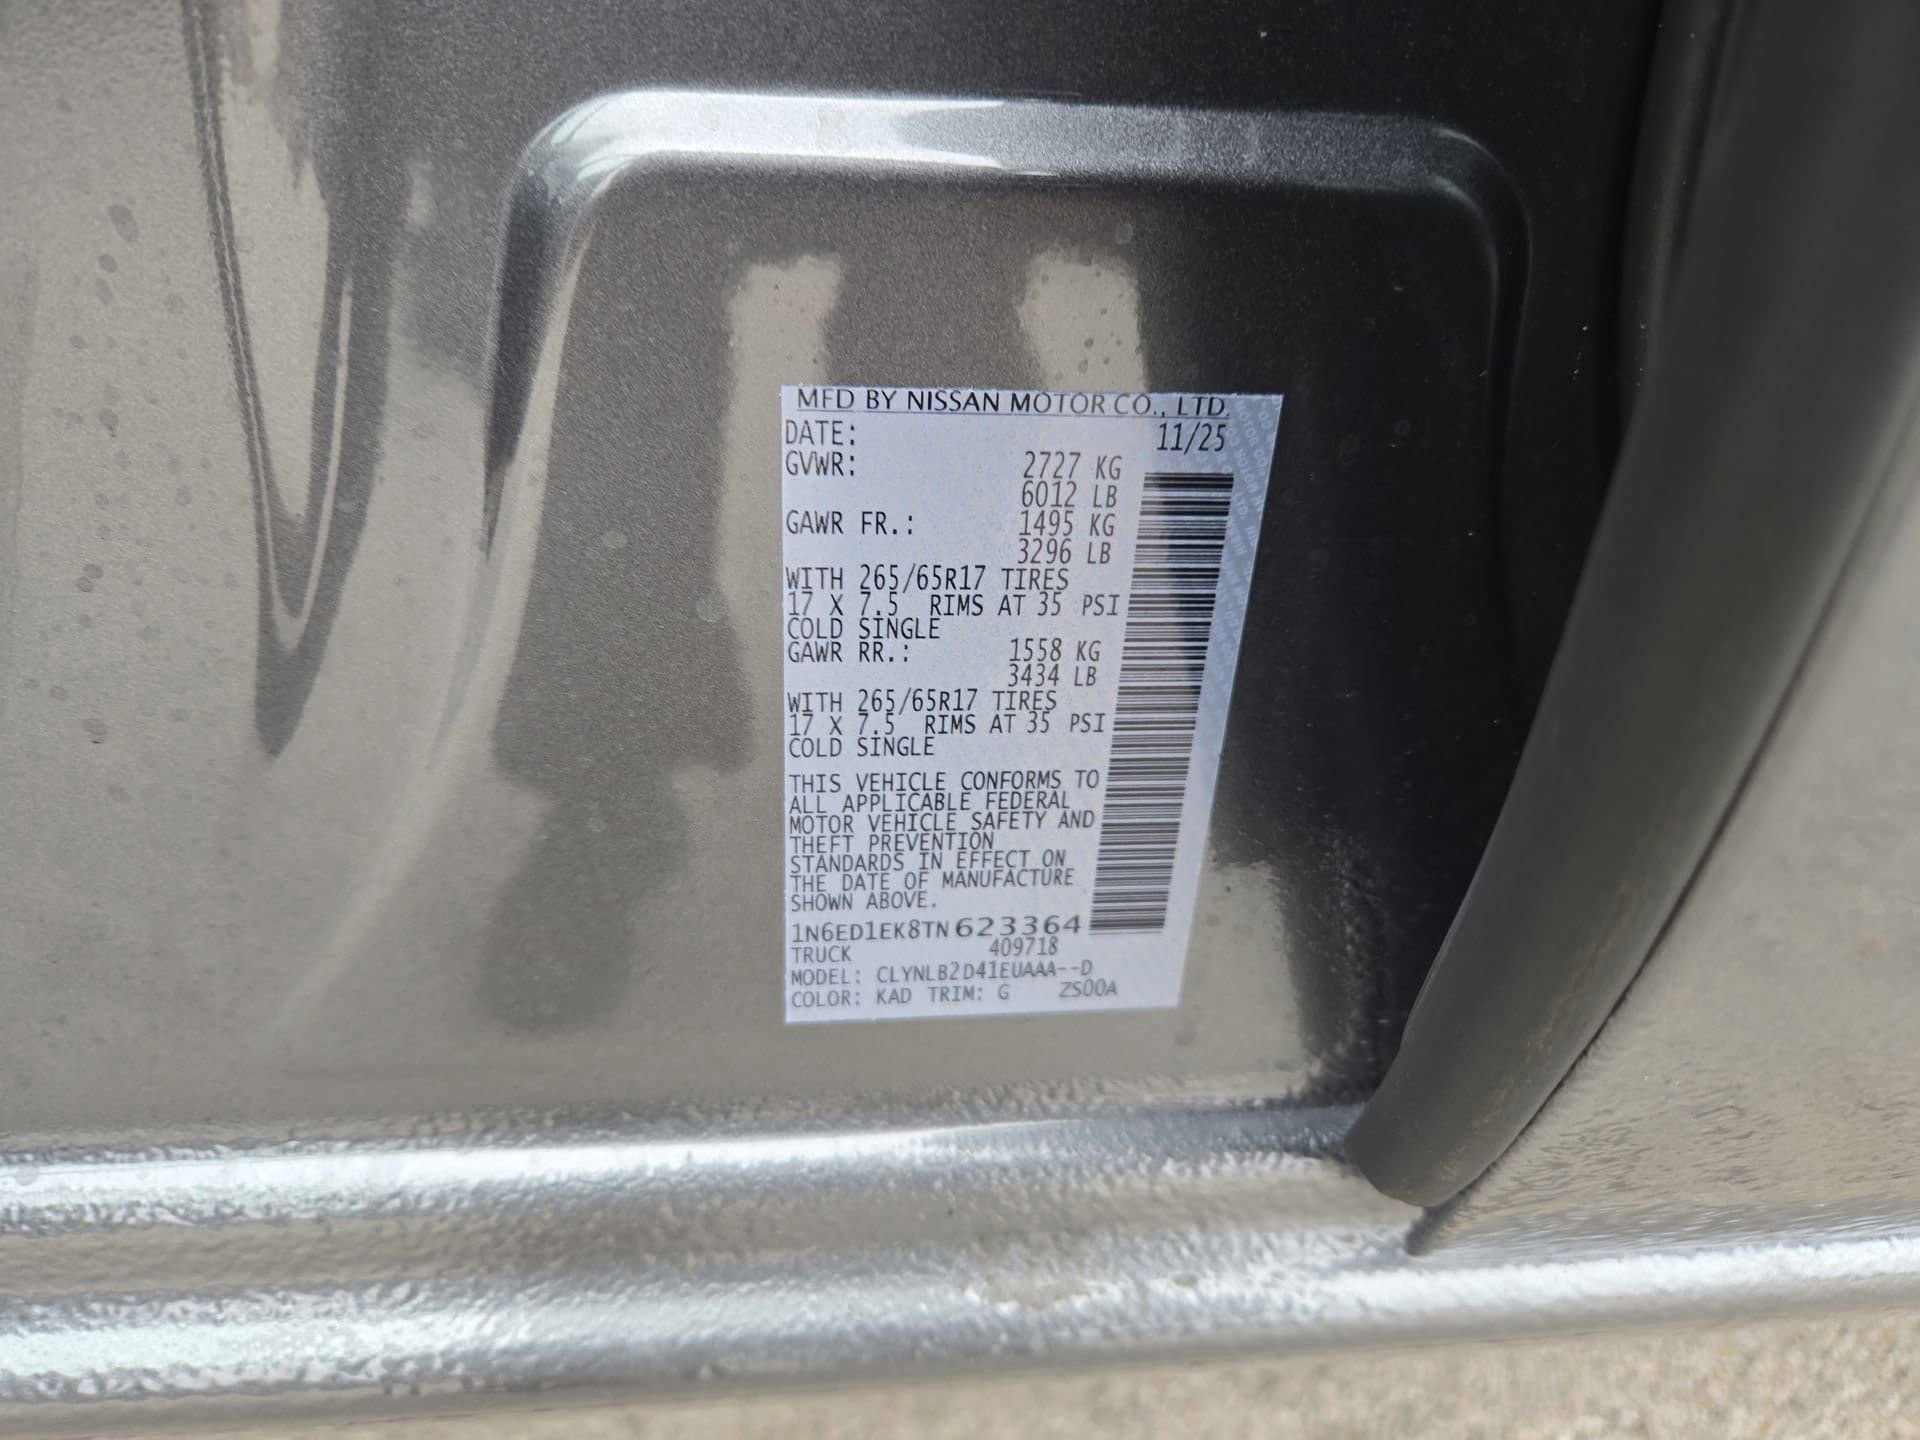 MFD BY NISSAN MOTOR CO., LTD.
DATE: 11/25
GVWR: 2727 KG
6012 LB
GAWR FR.: 1495 KG
3296 LB
WITH 265/65R17 TIRES
17 X 7.5 RIMS AT 35 PSI
COLD SINGLE
GAWR RR.: 1558 KG
3434 LB
WITH 265/65R17 TIRES
17 X 7.5 RIMS AT 35 PSI
COLD SINGLE
THIS VEHICLE CONFORMS TO
ALL APPLICABLE FEDERAL
MOTOR VEHICLE SAFETY AND
THEFT PREVENTION
STANDARDS IN EFFECT ON
THE DATE OF MANUFACTURE
SHOWN ABOVE.
1N6ED1EK8TN623364
TRUCK 409718
MODEL: CLYNLB2D41EUAAA--D
COLOR: KAD TRIM: G ZS00A